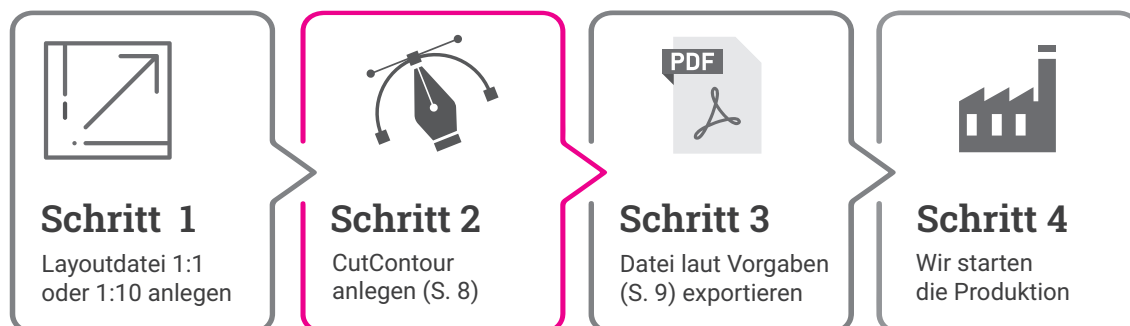 Schritt 1
Layoutdatei 1:1
oder 1:10 anlegen
Schritt 2
CutContour
anlegen (S. 8)
PDF
Schritt 3
Datei laut Vorgaben
(S. 9) exportieren
Schritt 4
Wir starten
die Produktion